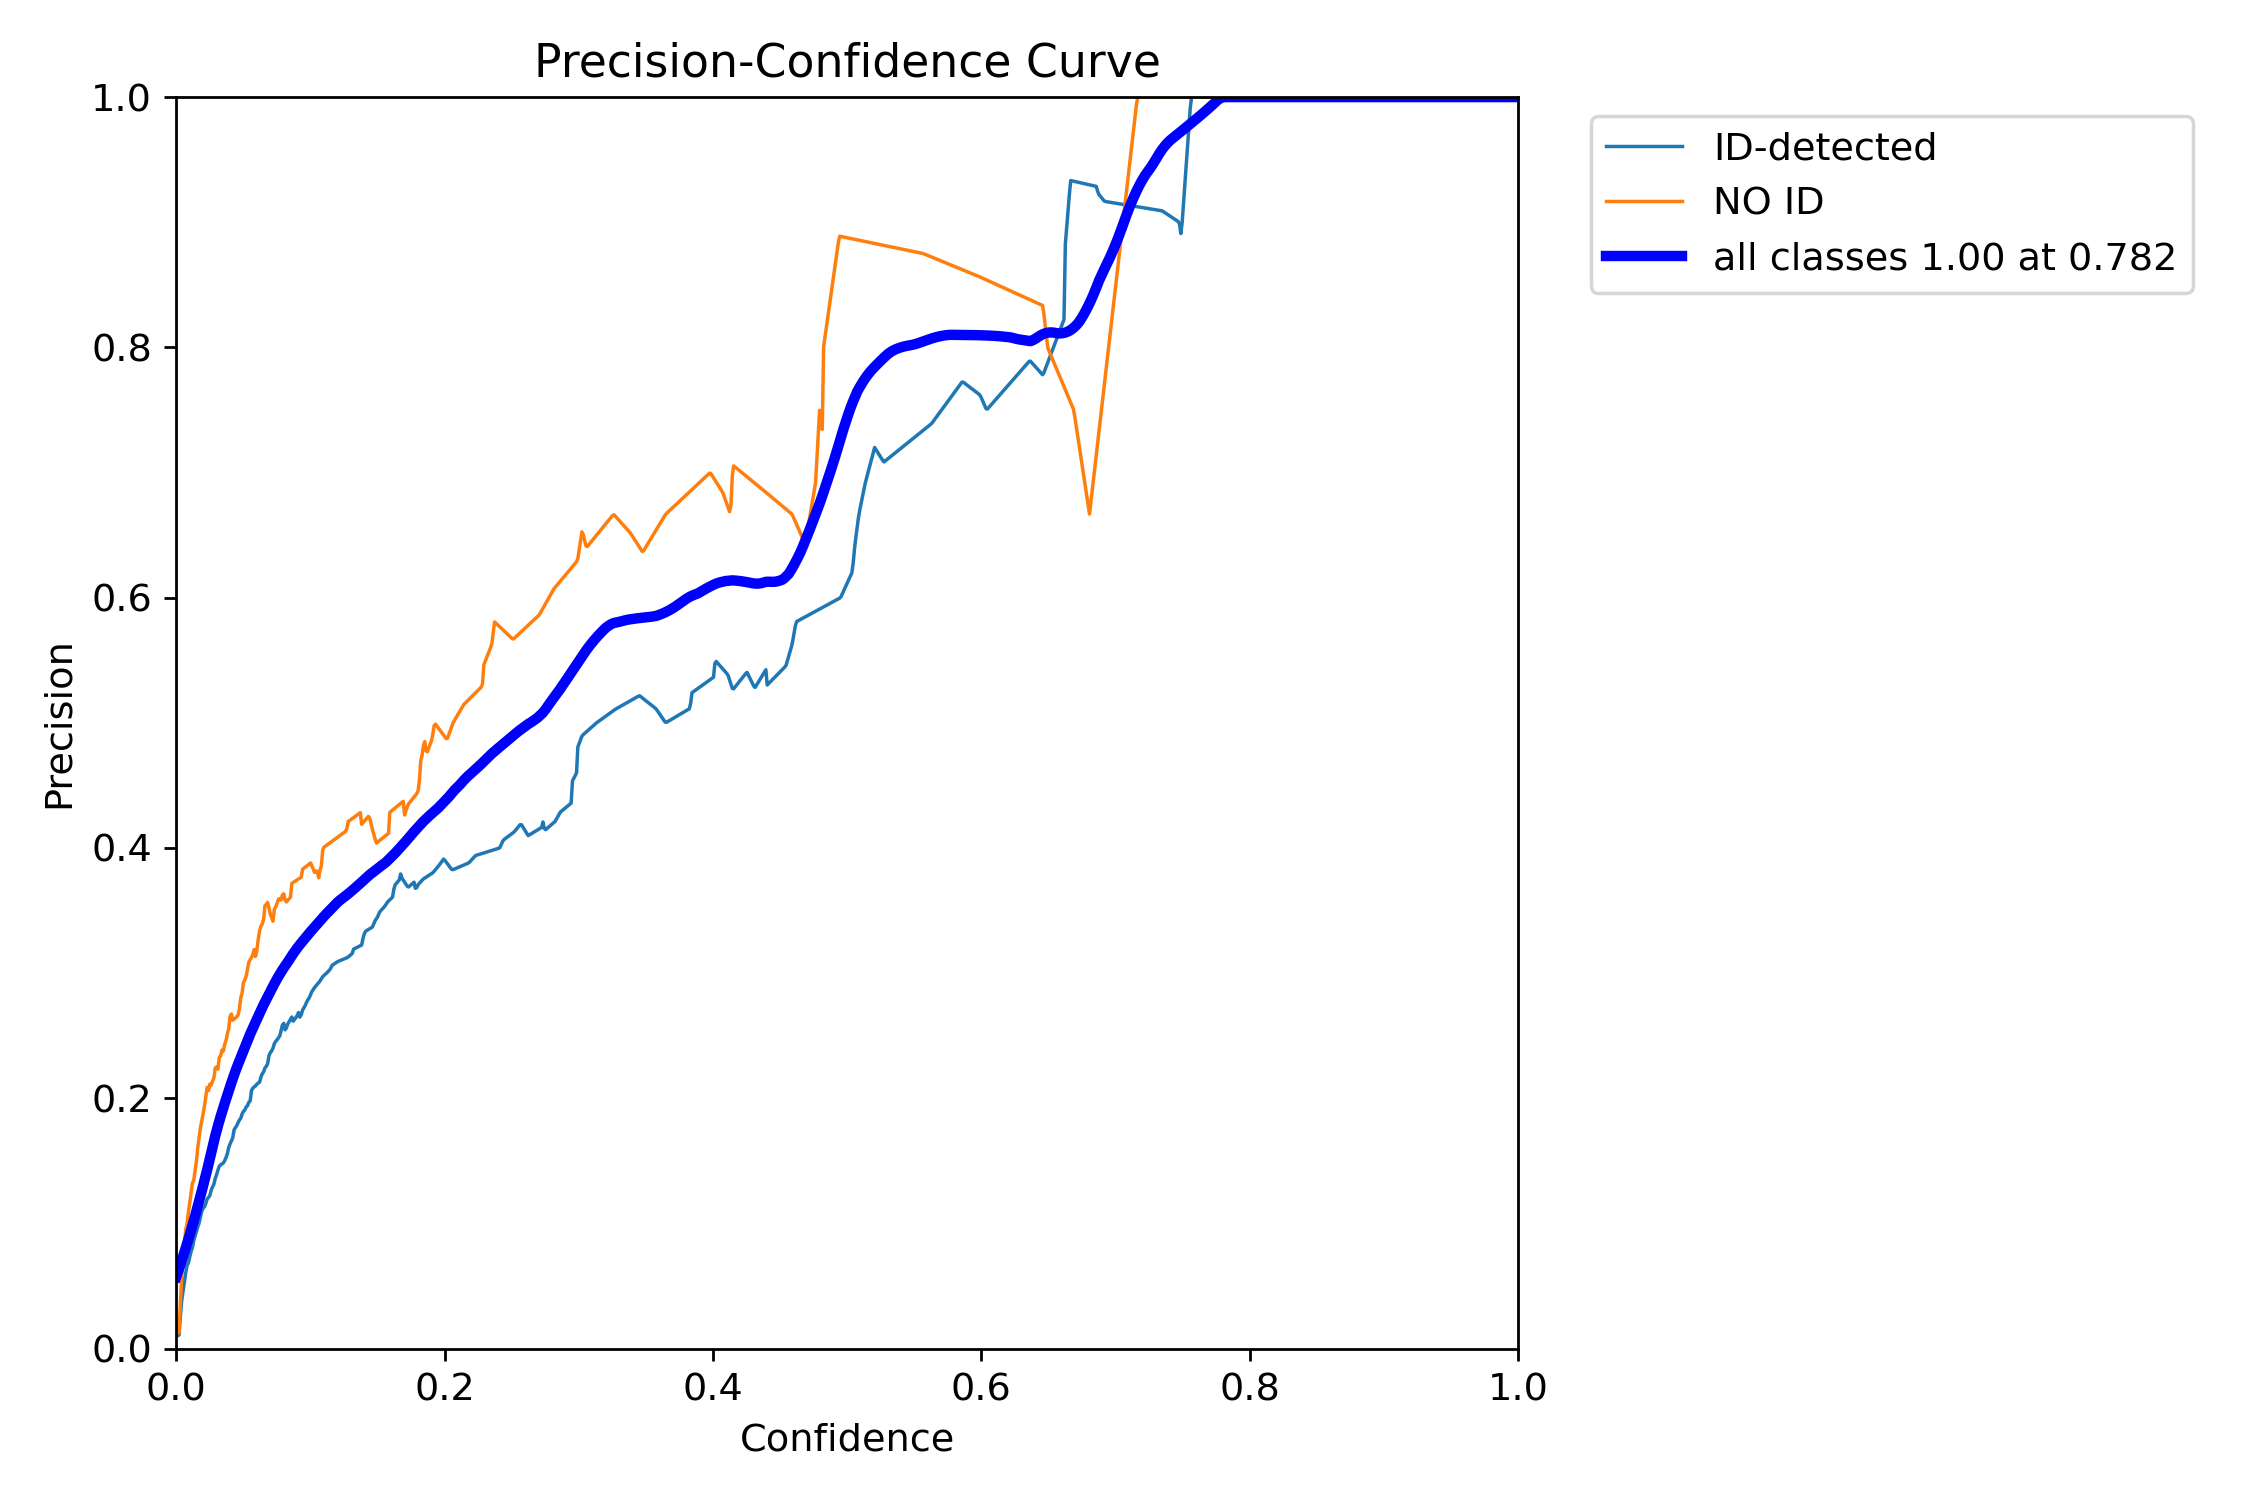 Precision-Confidence Curve
1.0
0.8
0.6
0.4
0.2
0.0
Precision
0.0 0.2 0.4 0.6 0.8 1.0
Confidence
ID-detected
NO ID
all classes 1.00 at 0.782